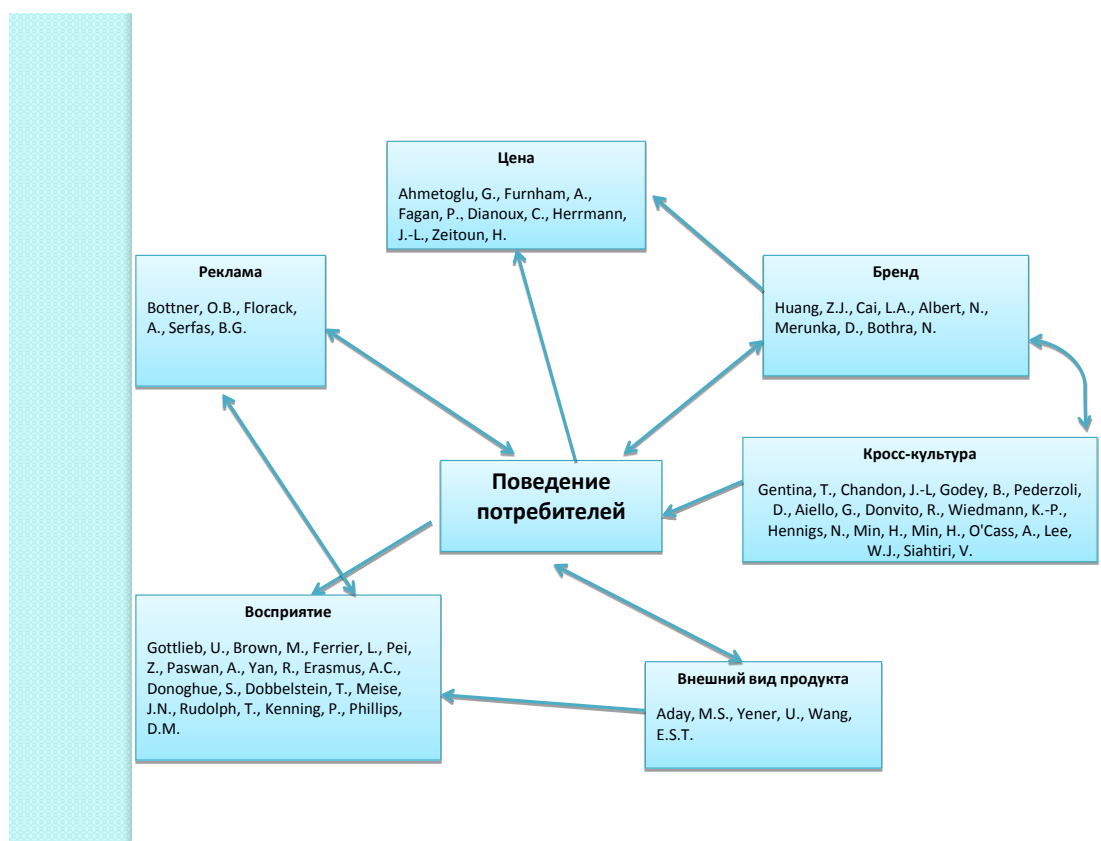 Цена
Ahmetoglu, G., Furnham, A.,
Fagan, P., Dianoux, C., Herrmann,
J.-L., Zeitoun, H.
Реклама
Bottner, O.B., Florack,
A., Serfas, B.G.
Бренд
Huang, Z.J., Cai, L.A., Albert, N.,
Merunka, D., Bothra, N.
Кросс-культура
Gentina, T., Chandon, J.-L, Godey, B., Pederzoli,
D., Aiello, G., Donvito, R., Wiedmann, K.-P.,
Hennigs, N., Min, H., Min, H., O'Cass, A., Lee,
W.J., Siahtiri, V.
Поведение
потребителей
Восприятие
Gottlieb, U., Brown, M., Ferrier, L., Pei,
Z., Paswan, A., Yan, R., Erasmus, A.C.,
Donoghue, S., Dobbelstein, T., Meise,
J.N., Rudolph, T., Kenning, P., Phillips,
D.M.
Внешний вид продукта
Aday, M.S., Yener, U., Wang,
E.S.T.